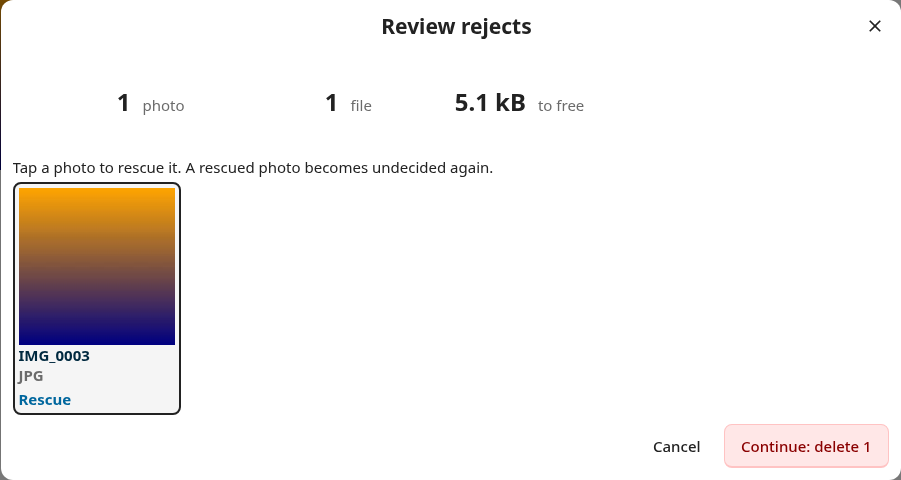 Review rejects
1 photo 1 file 5.1 kB to free
Tap a photo to rescue it. A rescued photo becomes undecided again.
IMG_0003
JPG
Rescue
Cancel Continue: delete 1